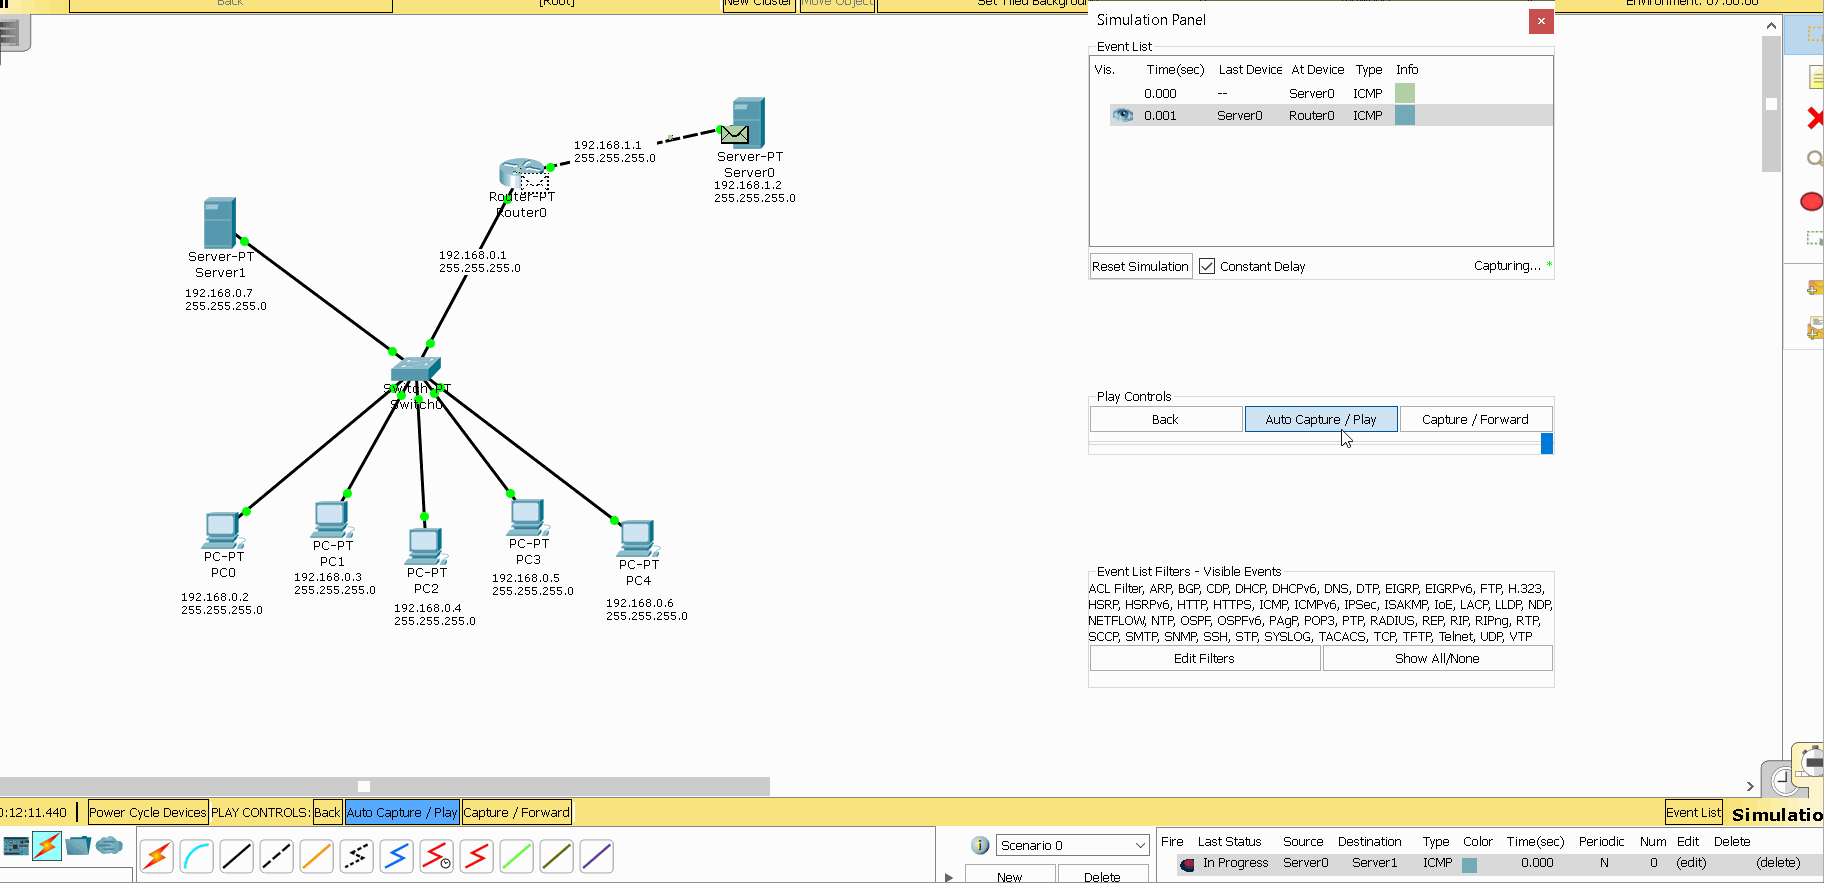 Back
[Root]
New Cluster
Move Object
Set Tiled Backgroun
Environment: 07:00:00
Simulation Panel
Event List
Vis. Time(sec) Last Device At Device Type Info
0.000 -- Server0 ICMP
0.001 Server0 Router0 ICMP
Reset Simulation Constant Delay Capturing... *
Play Controls
Back Auto Capture / Play Capture / Forward
Event List Filters - Visible Events
ACL Filter, ARP, BGP, CDP, DHCP, DHCPv6, DNS, DTP, EIGRP, EIGRPv6, FTP, H.323,
HSRP, HSRPv6, HTTP, HTTPS, ICMP, ICMPv6, IPSec, ISAKMP, IoE, LACP, LLDP, NDP,
NETFLOW, NTP, OSPF, OSPFv6, PAgP, POP3, PTP, RADIUS, REP, RIP, RIPng, RTP,
SCCP, SMTP, SNMP, SSH, STP, SYSLOG, TACACS, TCP, TFTP, Telnet, UDP, VTP
Edit Filters Show All/None
192.168.1.1
255.255.255.0
Server-PT
Server0
192.168.1.2
255.255.255.0
Router-PT
Router0
Server-PT
Server1
192.168.0.7
255.255.255.0
192.168.0.1
255.255.255.0
Switch-PT
Switch0
PC-PT
PC0
192.168.0.2
255.255.255.0
PC-PT
PC1
192.168.0.3
255.255.255.0
PC-PT
PC2
192.168.0.4
255.255.255.0
PC-PT
PC3
192.168.0.5
255.255.255.0
PC-PT
PC4
192.168.0.6
255.255.255.0
0:12:11.440 Power Cycle Devices PLAY CONTROLS: Back Auto Capture / Play Capture / Forward Event List Simulatio
Scenario 0
New Delete
Fire Last Status Source Destination Type Color Time(sec) Periodic Num Edit Delete
In Progress Server0 Server1 ICMP 0.000 N 0 (edit) (delete)